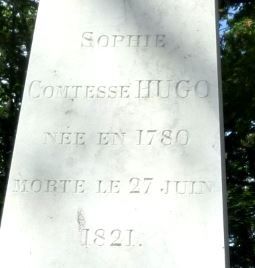 SOPHIE
COMTESSE HUGO
NÉE EN 1780
MORTE LE 27 JUIN
1821.